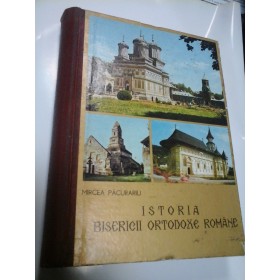 MIRCEA PĂCURARIU
ISTORIA
BISERICII ORTODOXE ROMÂNE